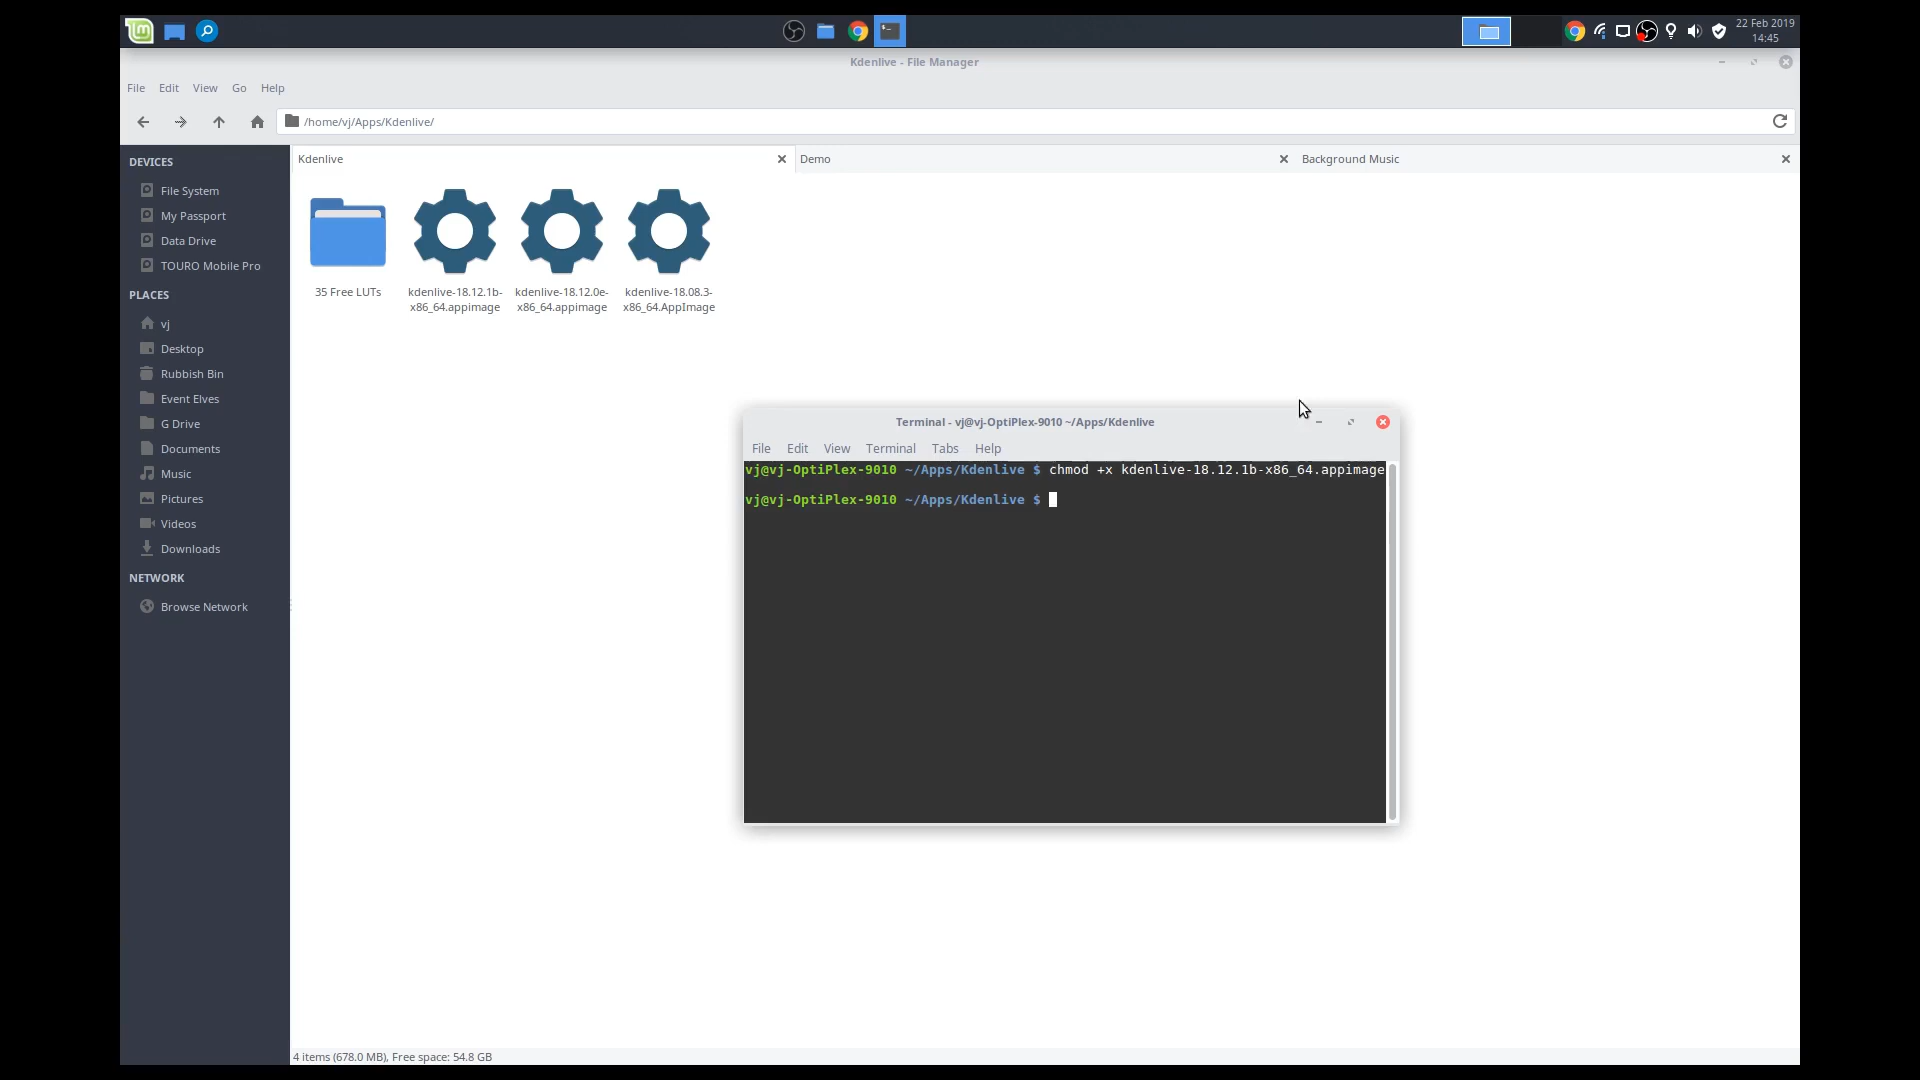 22 Feb 2019
14:45
Kdenlive - File Manager
File Edit View Go Help
/home/vj/Apps/Kdenlive/
DEVICES
File System
My Passport
Data Drive
TOURO Mobile Pro
PLACES
vj
Desktop
Rubbish Bin
Event Elves
G Drive
Documents
Music
Pictures
Videos
Downloads
NETWORK
Browse Network
Kdenlive
Demo
Background Music
35 Free LUTs
kdenlive-18.12.1b-
x86_64.appimage
kdenlive-18.12.0e-
x86_64.appimage
kdenlive-18.08.3-
x86_64.AppImage
Terminal - vj@vj-OptiPlex-9010 ~/Apps/Kdenlive
File Edit View Terminal Tabs Help
vj@vj-OptiPlex-9010 ~/Apps/Kdenlive $ chmod +x kdenlive-18.12.1b-x86_64.appimage
vj@vj-OptiPlex-9010 ~/Apps/Kdenlive $
4 items (678.0 MB), Free space: 54.8 GB